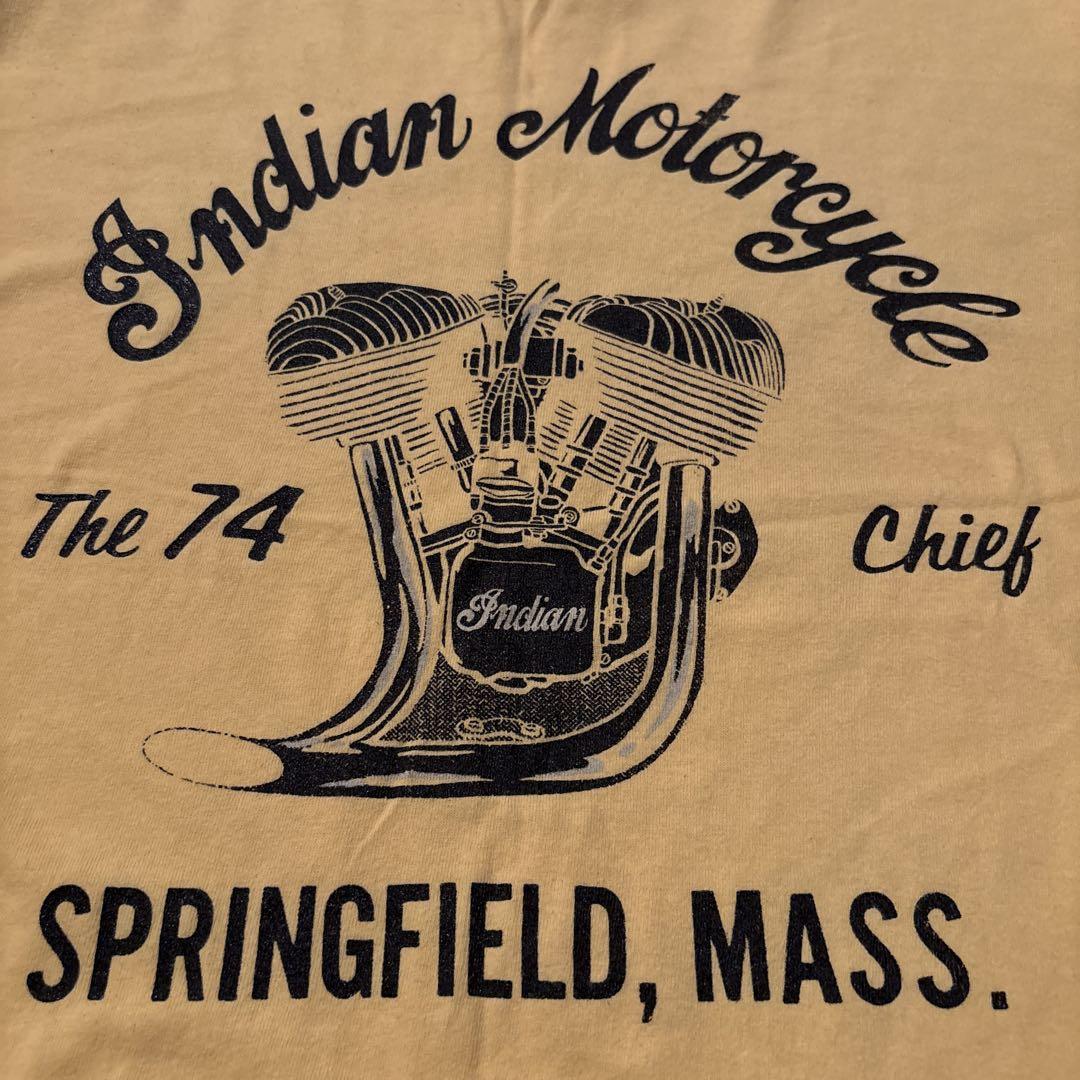 Indian Motorcycle
The 74 Chief
Indian
SPRINGFIELD, MASS.